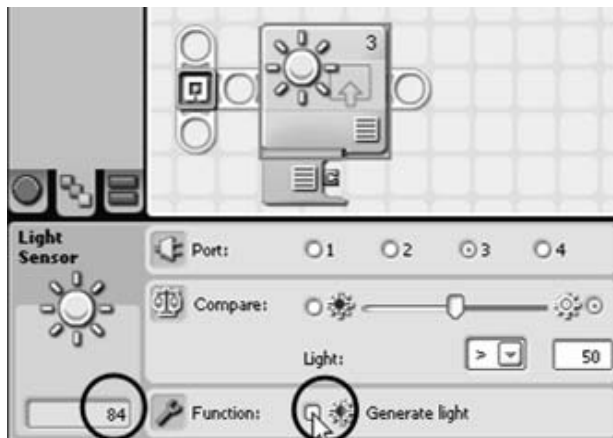 3
Light
Sensor
Port: 1 2 3 4
Compare:
Light: > 50
84
Function: Generate light